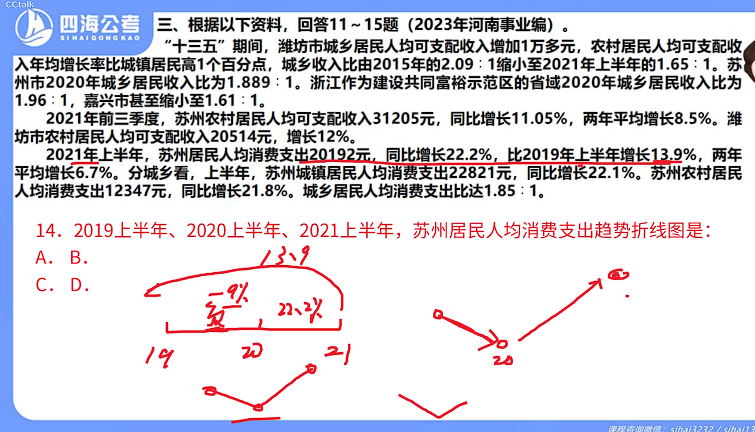 CCtalk
四海公考
SIHAIGONGKAO
三、根据以下资料，回答11～15题（2023年河南事业编）。
“十三五”期间，潍坊市城乡居民人均可支配收入增加1万多元，农村居民人均可支配收
入年均增长率比城镇居民高1个百分点，城乡收入比由2015年的2.09∶1缩小至2021年上半年的1.65∶1。苏
州市2020年城乡居民收入比为1.889∶1。浙江作为建设共同富裕示范区的省域2020年城乡居民收入比为
1.96∶1，嘉兴市甚至缩小至1.61∶1。
2021年前三季度，苏州农村居民人均可支配收入31205元，同比增长11.05%，两年平均增长8.5%。潍
坊市农村居民人均可支配收入20514元，增长12%。
2021年上半年，苏州居民人均消费支出20192元，同比增长22.2%，比2019年上半年增长13.9%，两年
平均增长6.7%。分城乡看，上半年，苏州城镇居民人均消费支出22821元，同比增长22.1%。苏州农村居民
人均消费支出12347元，同比增长21.8%。城乡居民人均消费支出比达1.85∶1。
14．2019上半年、2020上半年、2021上半年，苏州居民人均消费支出趋势折线图是：
A． B．
C． D．
13.9
-9% 22.2%
19 20 21
20
课程咨询微信：sihai3232 / sihai1